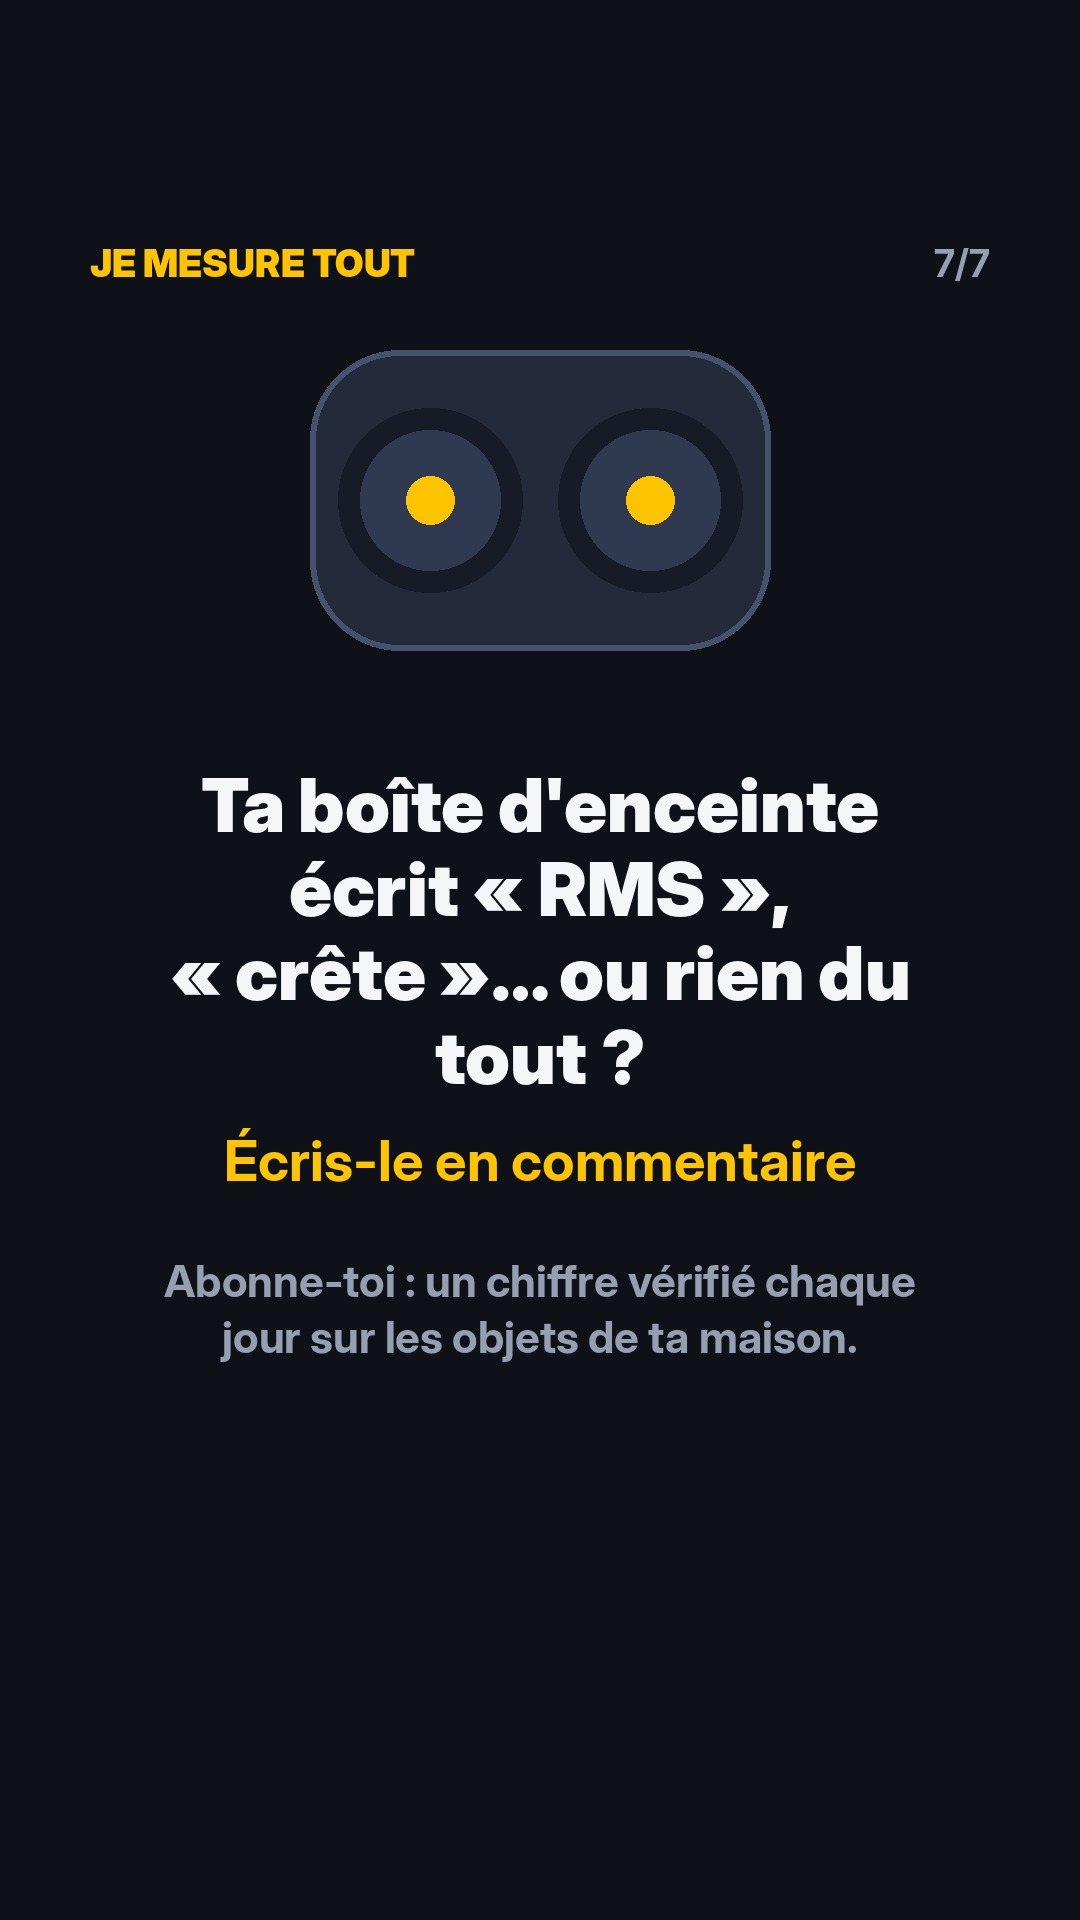 JE MESURE TOUT
7/7
Ta boîte d'enceinte
écrit « RMS »,
« crête »... ou rien du
tout ?
Écris-le en commentaire
Abonne-toi : un chiffre vérifié chaque
jour sur les objets de ta maison.